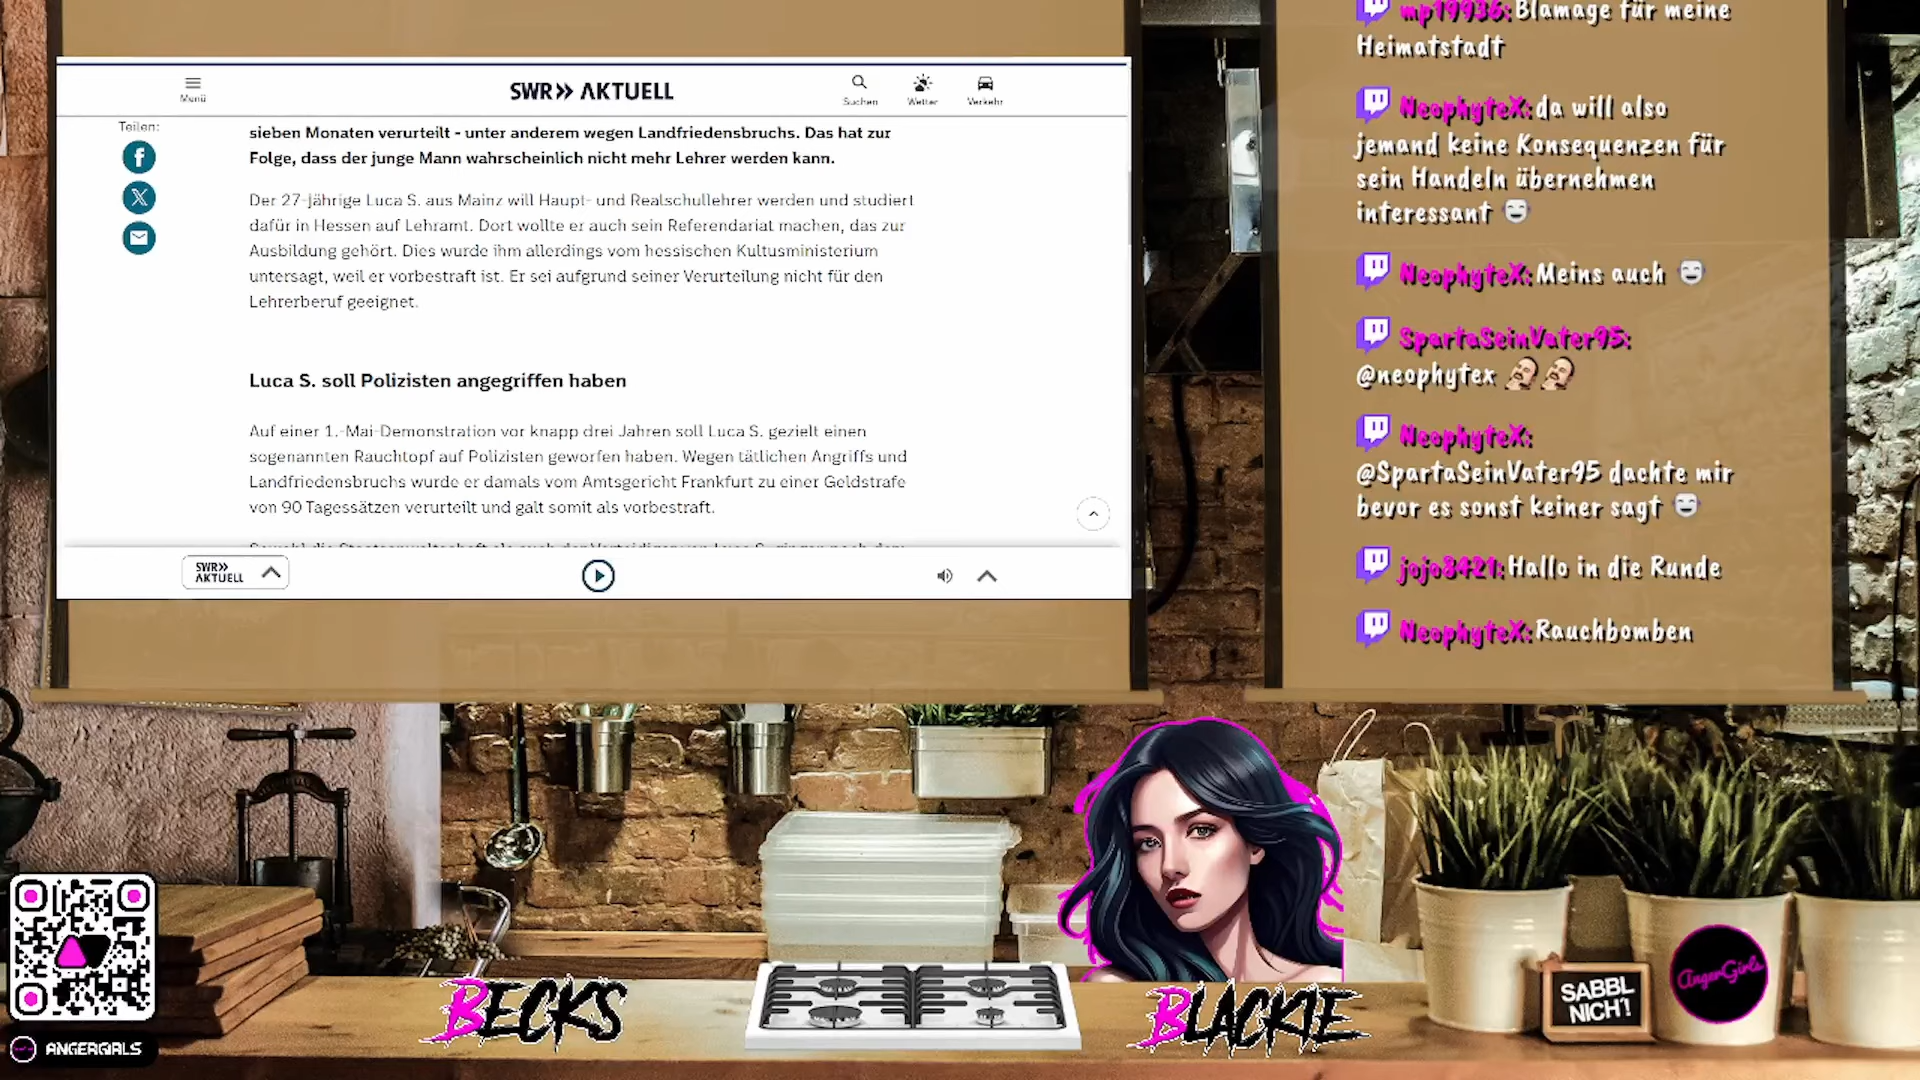 Menü
SWR» AKTUELL
Suchen
Wetter
Verkehr
Teilen:
sieben Monaten verurteilt - unter anderem wegen Landfriedensbruchs. Das hat zur
Folge, dass der junge Mann wahrscheinlich nicht mehr Lehrer werden kann.
Der 27-jährige Luca S. aus Mainz will Haupt- und Realschullehrer werden und studiert
dafür in Hessen auf Lehramt. Dort wollte er auch sein Referendariat machen, das zur
Ausbildung gehört. Dies wurde ihm allerdings vom hessischen Kultusministerium
untersagt, weil er vorbestraft ist. Er sei aufgrund seiner Verurteilung nicht für den
Lehrerberuf geeignet.
Luca S. soll Polizisten angegriffen haben
Auf einer 1.-Mai-Demonstration vor knapp drei Jahren soll Luca S. gezielt einen
sogenannten Rauchtopf auf Polizisten geworfen haben. Wegen tätlichen Angriffs und
Landfriedensbruchs wurde er damals vom Amtsgericht Frankfurt zu einer Geldstrafe
von 90 Tagessätzen verurteilt und galt somit als vorbestraft.
SWR»
AKTUELL
mp19936: Blamage für meine
Heimatstadt
NeophyteX: da will also
jemand keine Konsequenzen für
sein Handeln übernehmen
interessant
NeophyteX: Meins auch
SpartaSeinVater95:
@neophytex
NeophyteX:
@SpartaSeinVater95 dachte mir
bevor es sonst keiner sagt
jojo8421: Hallo in die Runde
NeophyteX: Rauchbomben
BECKS
BLACKIE
SABBL
NICH'!
AngerGirls
ANGERGIRLS